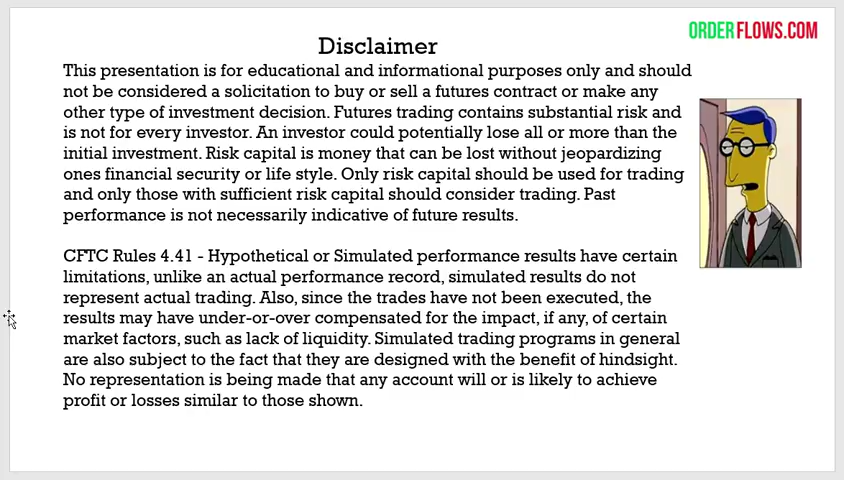 ORDERFLOWS.COM
Disclaimer
This presentation is for educational and informational purposes only and should
not be considered a solicitation to buy or sell a futures contract or make any
other type of investment decision. Futures trading contains substantial risk and
is not for every investor. An investor could potentially lose all or more than the
initial investment. Risk capital is money that can be lost without jeopardizing
ones financial security or life style. Only risk capital should be used for trading
and only those with sufficient risk capital should consider trading. Past
performance is not necessarily indicative of future results.
CFTC Rules 4.41 - Hypothetical or Simulated performance results have certain
limitations, unlike an actual performance record, simulated results do not
represent actual trading. Also, since the trades have not been executed, the
results may have under-or-over compensated for the impact, if any, of certain
market factors, such as lack of liquidity. Simulated trading programs in general
are also subject to the fact that they are designed with the benefit of hindsight.
No representation is being made that any account will or is likely to achieve
profit or losses similar to those shown.